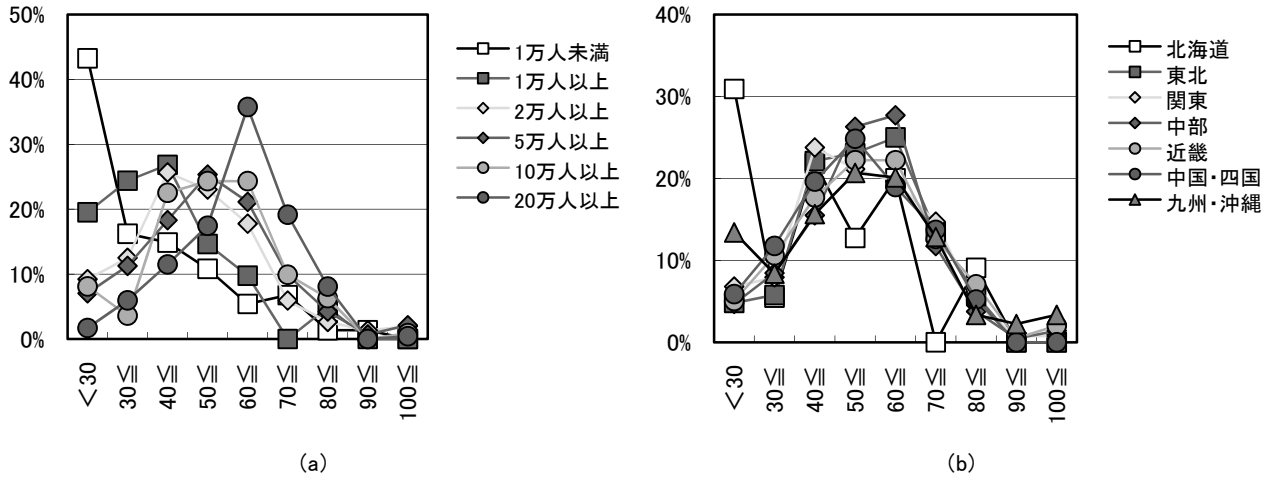 50%
40%
30%
20%
10%
0%
<30
30≤
40≤
50≤
60≤
70≤
80≤
90≤
100≤
1万人未満
1万人以上
2万人以上
5万人以上
10万人以上
20万人以上
(a)
40%
30%
20%
10%
0%
<30
30≤
40≤
50≤
60≤
70≤
80≤
90≤
100≤
北海道
東北
関東
中部
近畿
中国・四国
九州・沖縄
(b)